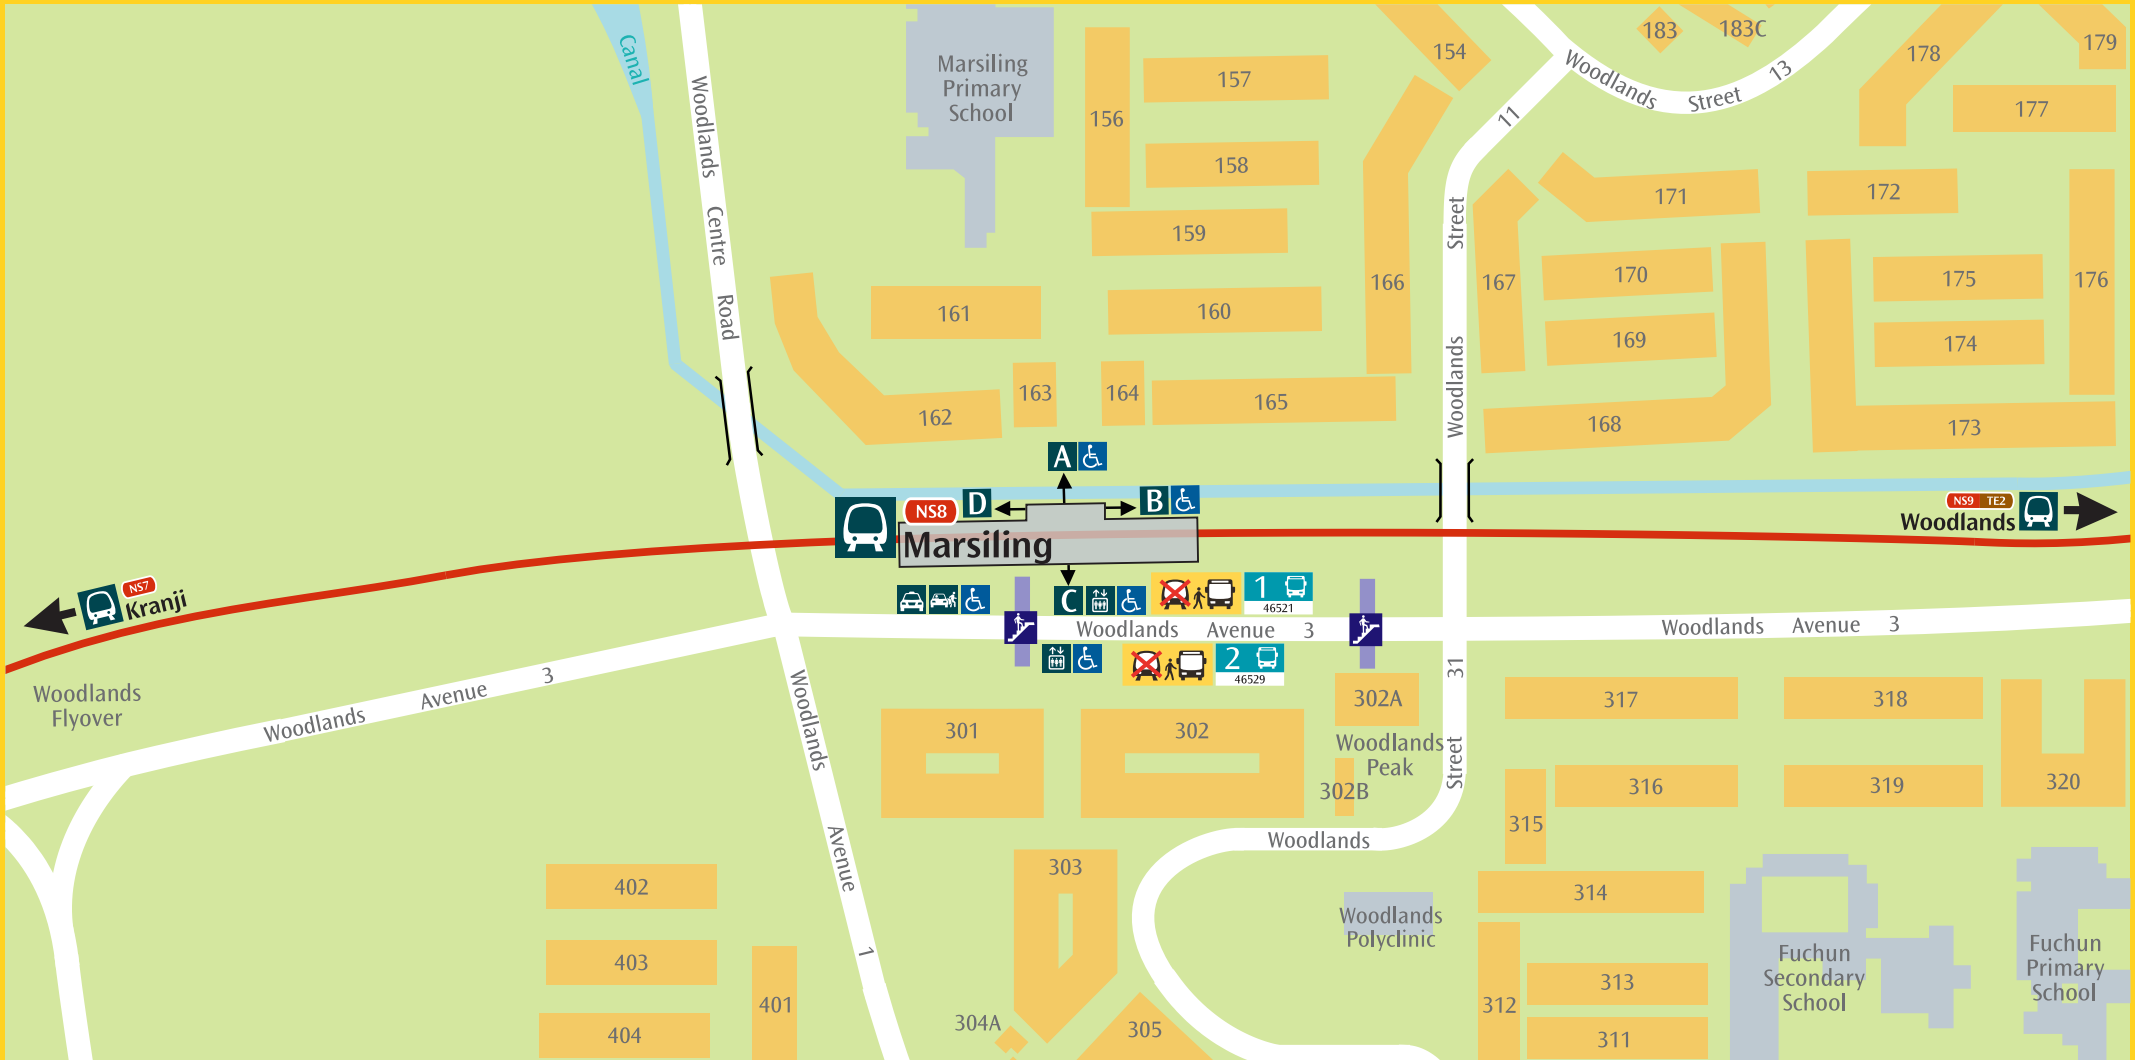 Canal
Woodlands Centre Road
Marsiling
Primary
School
156
157
158
159
154
166
11
Woodlands Street 13
183
183C
178
179
177
171
172
167
170
169
168
175
174
176
173
161
160
162
163
164
165
Woodlands Street
A
D
B
NS8
Marsiling
NS9 TE2
Woodlands
NS7
Kranji
C
1
46521
Woodlands Avenue 3
2
46529
Woodlands Avenue 3
Woodlands
Flyover
Woodlands Avenue 3
Woodlands Avenue 1
301
302
302A
Woodlands
Peak
302B
Woodlands Street 31
317
318
316
319
320
315
314
303
402
403
404
401
304A
305
Woodlands
Polyclinic
312
313
311
Fuchun
Secondary
School
Fuchun
Primary
School